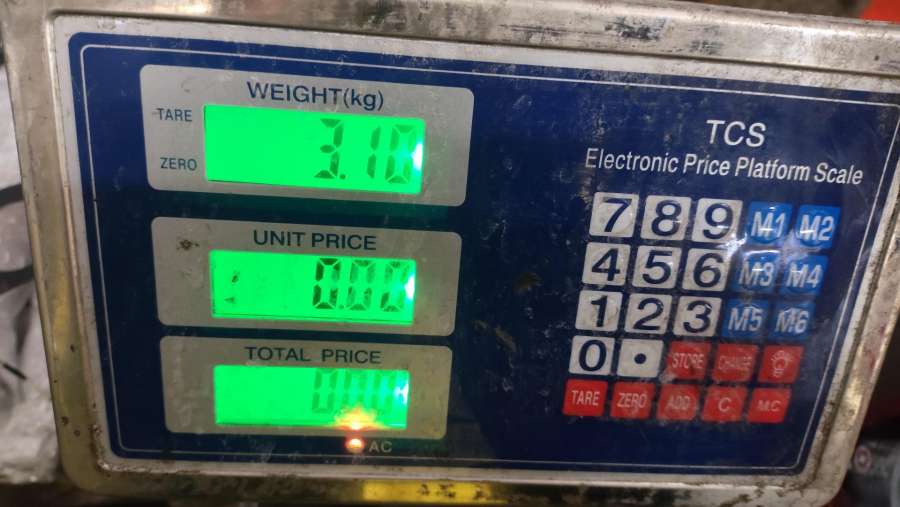 WEIGHT(kg)
TARE
ZERO
3.10
UNIT PRICE
0.00
TOTAL PRICE
0.00
AC
TCS
Electronic Price Platform Scale
7 8 9 M1 M2
4 5 6 M3 M4
1 2 3 M5 M6
0 . STORE CHANGE
TARE ZERO ADD C MC